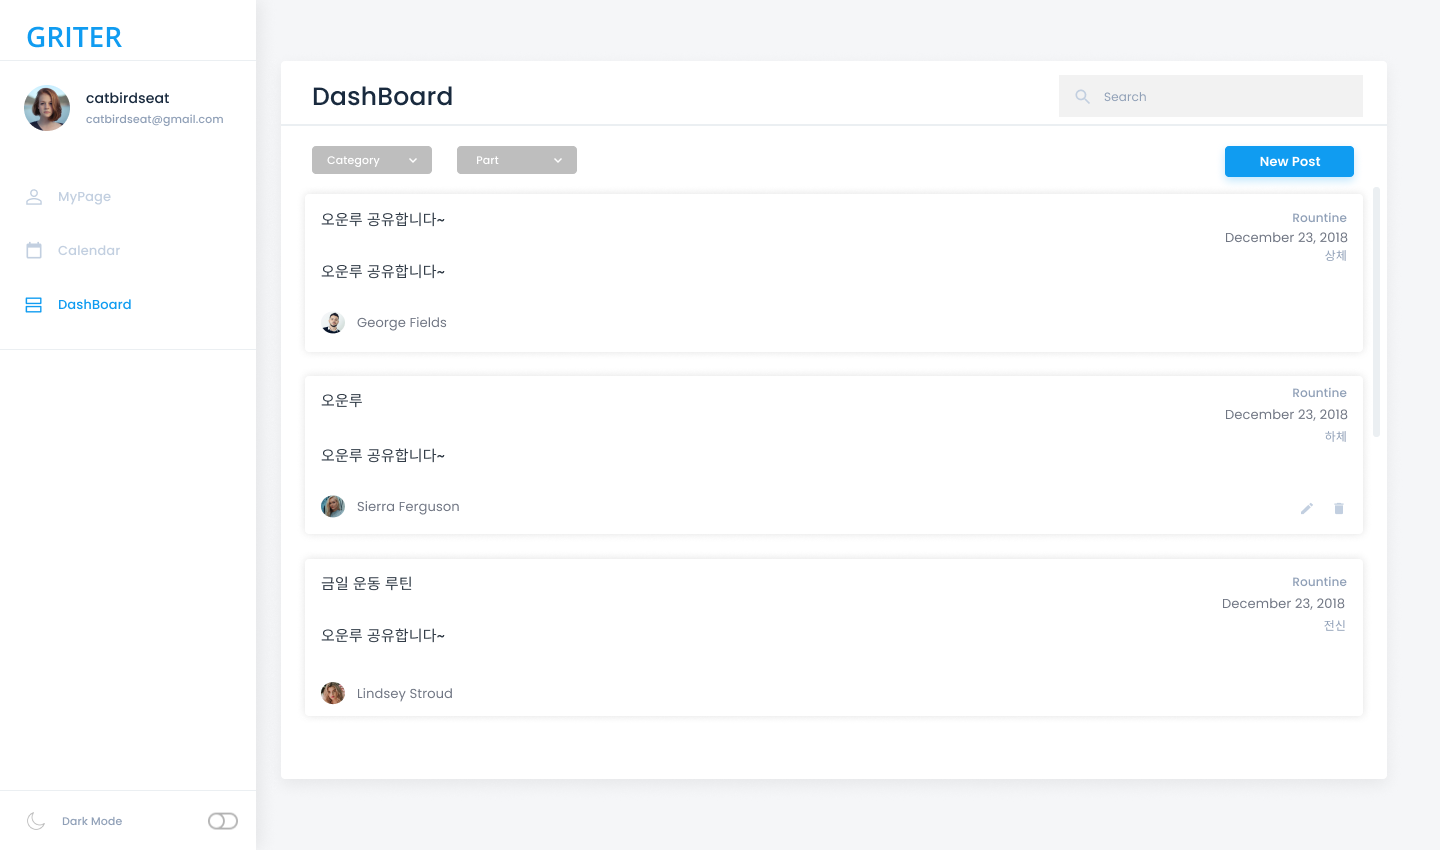 GRITER
catbirdseat
catbirdseat@gmail.com
MyPage
Calendar
DashBoard
Dark Mode
DashBoard
Search
Category
Part
New Post
오운루 공유합니다~
Rountine
December 23, 2018
상체
오운루 공유합니다~
George Fields
오운루
Rountine
December 23, 2018
하체
오운루 공유합니다~
Sierra Ferguson
금일 운동 루틴
Rountine
December 23, 2018
전신
오운루 공유합니다~
Lindsey Stroud